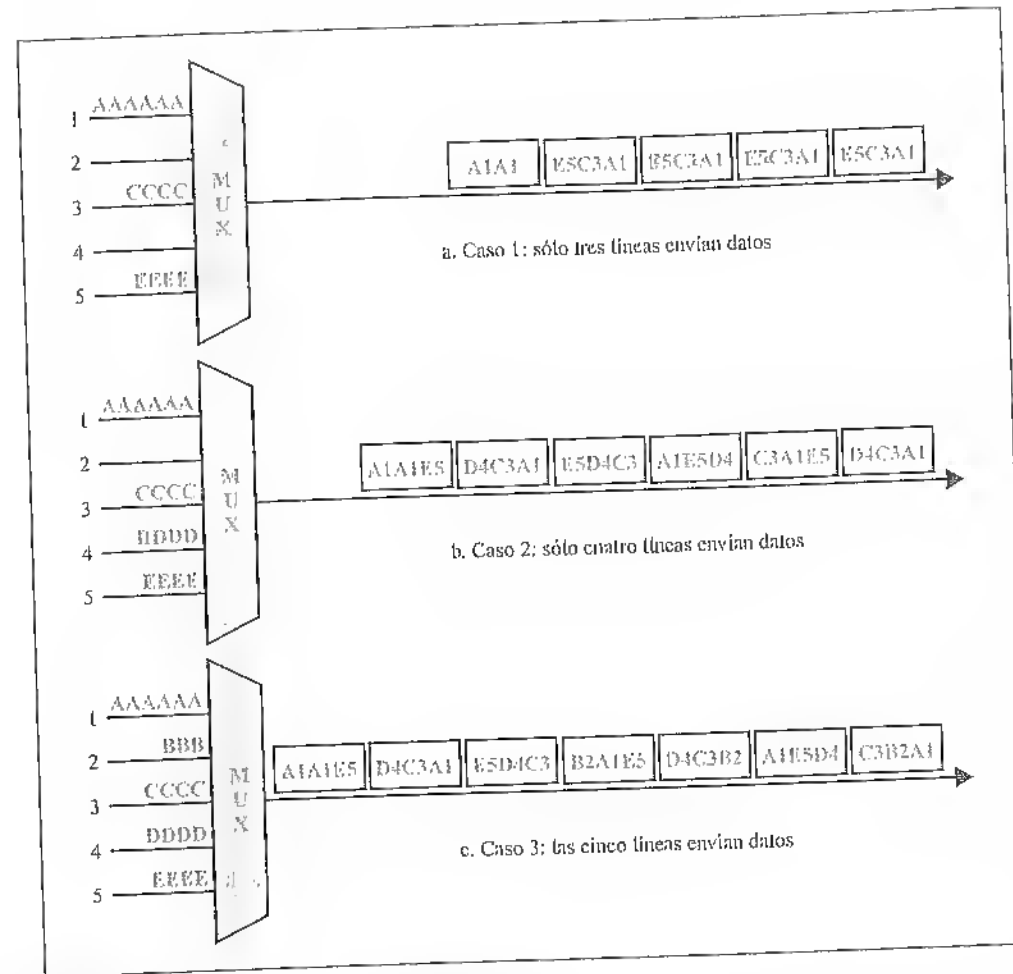 1 AAAAAA
2
3 CCCC
4
5 EEEE
MUX
A1A1 E5C3A1 E5C3A1 E5C3A1 E5C3A1
a. Caso 1: sólo tres líneas envían datos
1 AAAAAA
2
3 CCCC
4 DDDD
5 EEEE
MUX
A1A1E5 D4C3A1 E5D4C3 A1E5D4 C3A1E5 D4C3A1
b. Caso 2: sólo cuatro líneas envían datos
1 AAAAAA
2 BBB
3 CCCC
4 DDDD
5 EEEE
MUX
A1A1E5 D4C3A1 E5D4C3 B2A1E5 D4C3B2 A1E5D4 C3B2A1
c. Caso 3: las cinco líneas envían datos